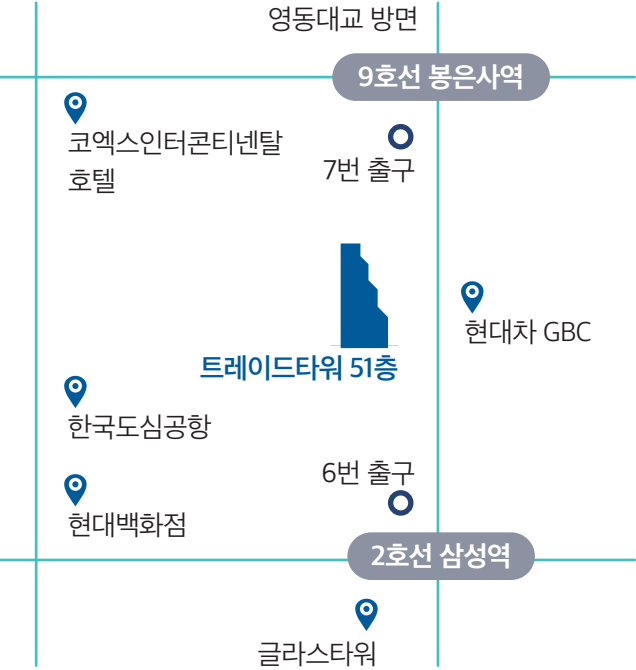 영동대교 방면
9호선 봉은사역
코엑스인터콘티넨탈
호텔
7번 출구
현대차 GBC
트레이드타워 51층
한국도심공항
6번 출구
현대백화점
2호선 삼성역
글라스타워